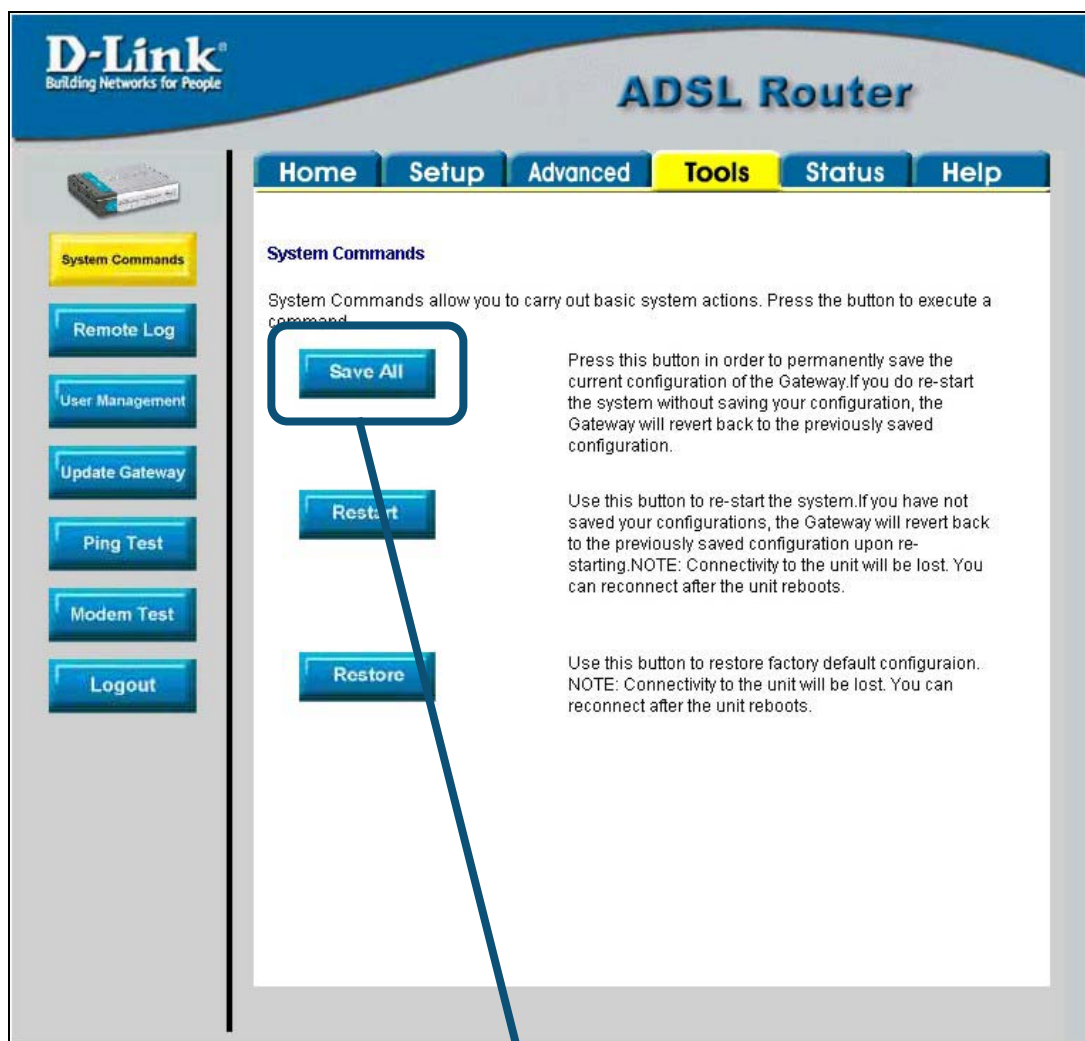 D-Link®
Building Networks for People
ADSL Router
Home Setup Advanced Tools Status Help
System Commands
Remote Log
User Management
Update Gateway
Ping Test
Modem Test
Logout
System Commands
System Commands allow you to carry out basic system actions. Press the button to execute a
command.
Save All
Press this button in order to permanently save the
current configuration of the Gateway.If you do re-start
the system without saving your configuration, the
Gateway will revert back to the previously saved
configuration.
Restart
Use this button to re-start the system.If you have not
saved your configurations, the Gateway will revert back
to the previously saved configuration upon re-
starting.NOTE: Connectivity to the unit will be lost. You
can reconnect after the unit reboots.
Restore
Use this button to restore factory default configuraion.
NOTE: Connectivity to the unit will be lost. You can
reconnect after the unit reboots.